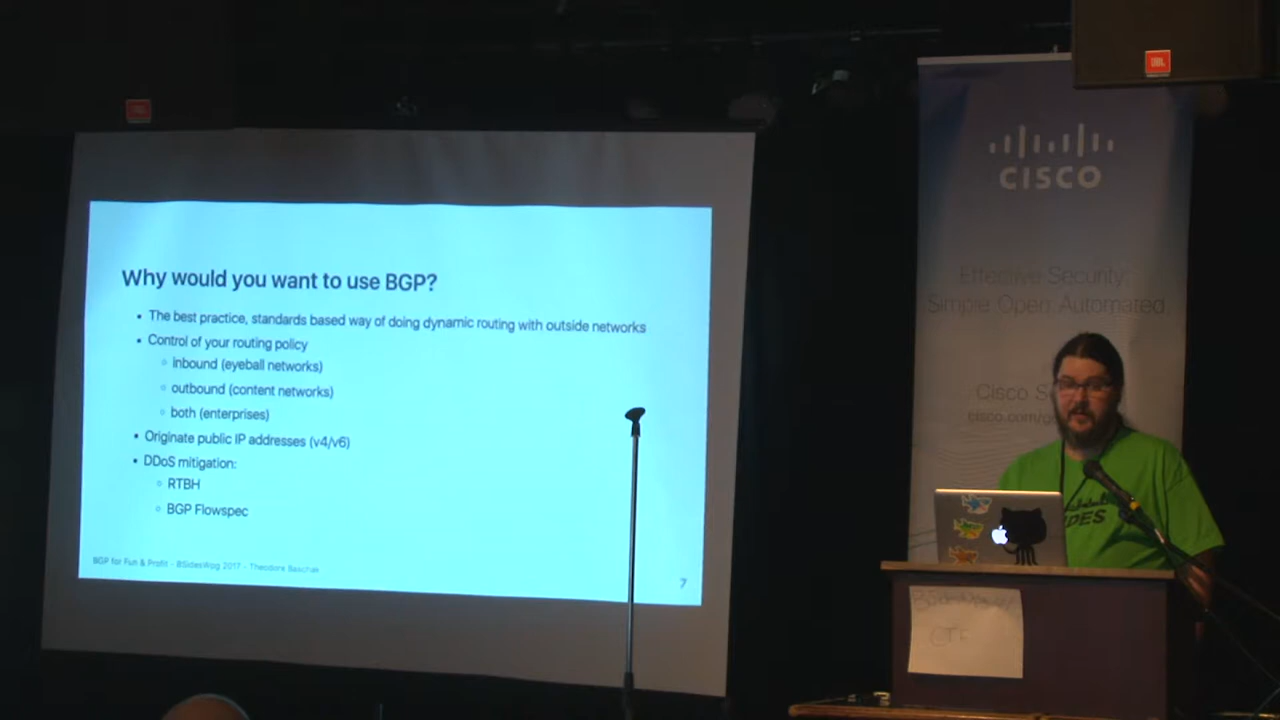 JBL
JBL
CISCO
Effective Security:
Simple. Open. Automated.
Cisco
cisco.com/g
Why would you want to use BGP?
• The best practice, standards based way of doing dynamic routing with outside networks
• Control of your routing policy
◦ inbound (eyeball networks)
◦ outbound (content networks)
◦ both (enterprises)
• Originate public IP addresses (v4/v6)
• DDoS mitigation:
◦ RTBH
◦ BGP Flowspec
BGP for Fun & Profit - BSidesWpg 2017 - Theodore Baschak
7
IDES
CTF